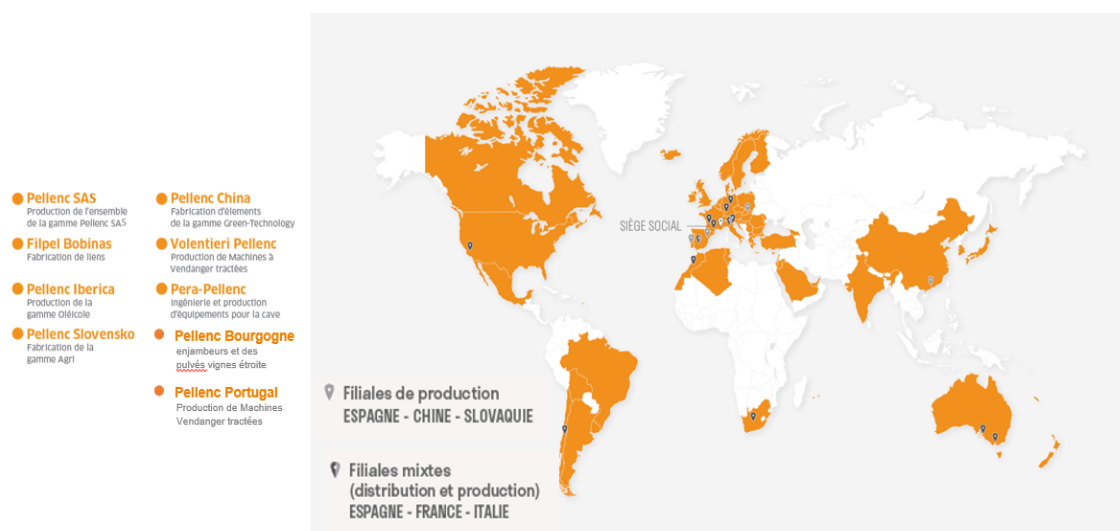 Pellenc SAS
Production de l'ensemble
de la gamme Pellenc SAS
Filpel Bobinas
Fabrication de liens
Pellenc Iberica
Production de la
gamme Oléicole
Pellenc Slovensko
Fabrication de la
gamme Agri
Pellenc China
Fabrication d'élements
de la gamme Green-Technology
Volentieri Pellenc
Production de Machines à
Vendanger tractées
Pera-Pellenc
Ingénierie et production
d'équipements pour la cave
Pellenc Bourgogne
enjambeurs et des
pulvés vignes étroite
Pellenc Portugal
Production de Machines
Vendanger tractées
SIÈGE SOCIAL
Filiales de production
ESPAGNE - CHINE - SLOVAQUIE
Filiales mixtes
(distribution et production)
ESPAGNE - FRANCE - ITALIE